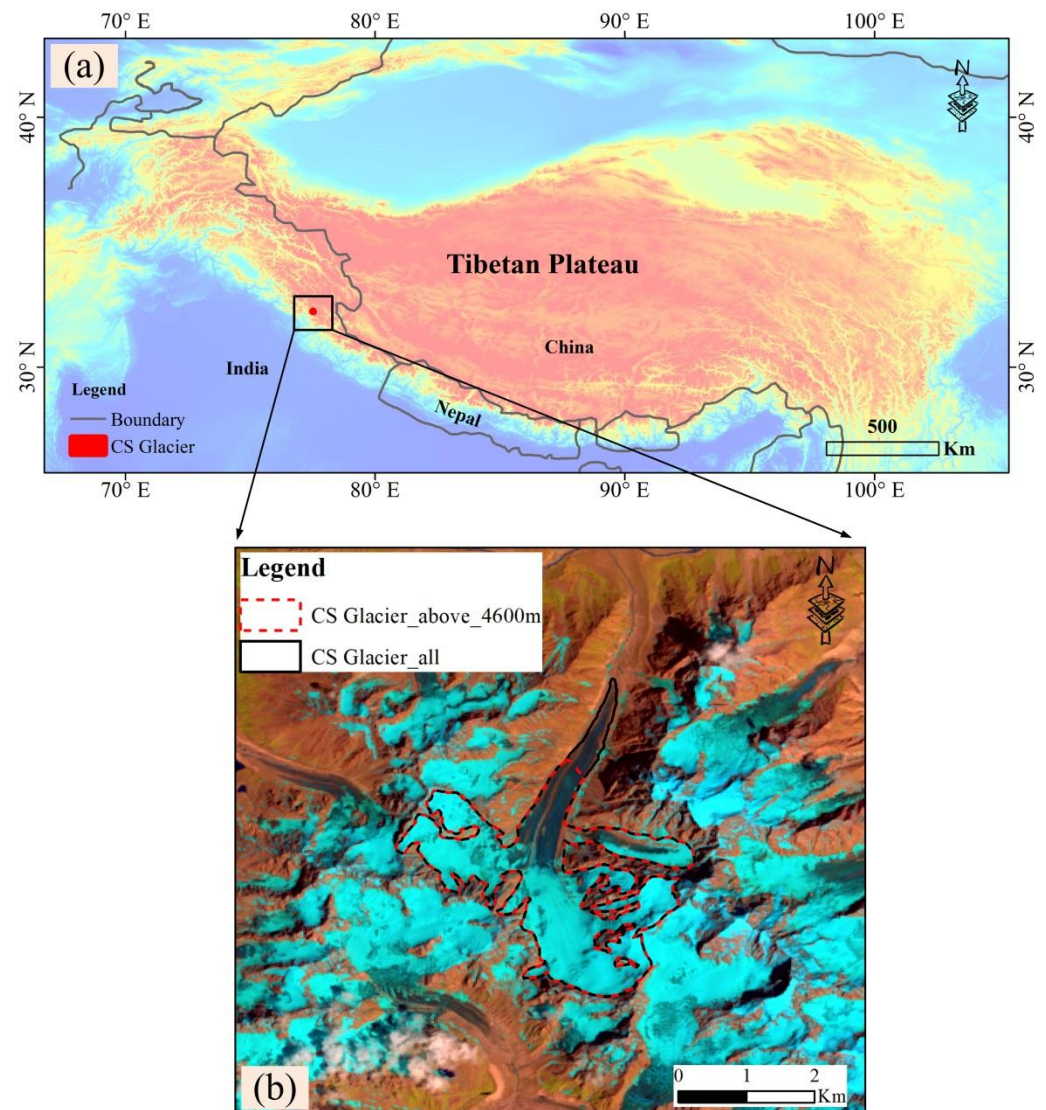 70° E 80° E 90° E 100° E
(a)
N
40° N
40° N
Tibetan Plateau
China
30° N
30° N
India
Nepal
Legend
Boundary
CS Glacier
500
Km
70° E 80° E 90° E 100° E
Legend
CS Glacier_above_4600m
CS Glacier_all
N
(b)
0 1 2
Km